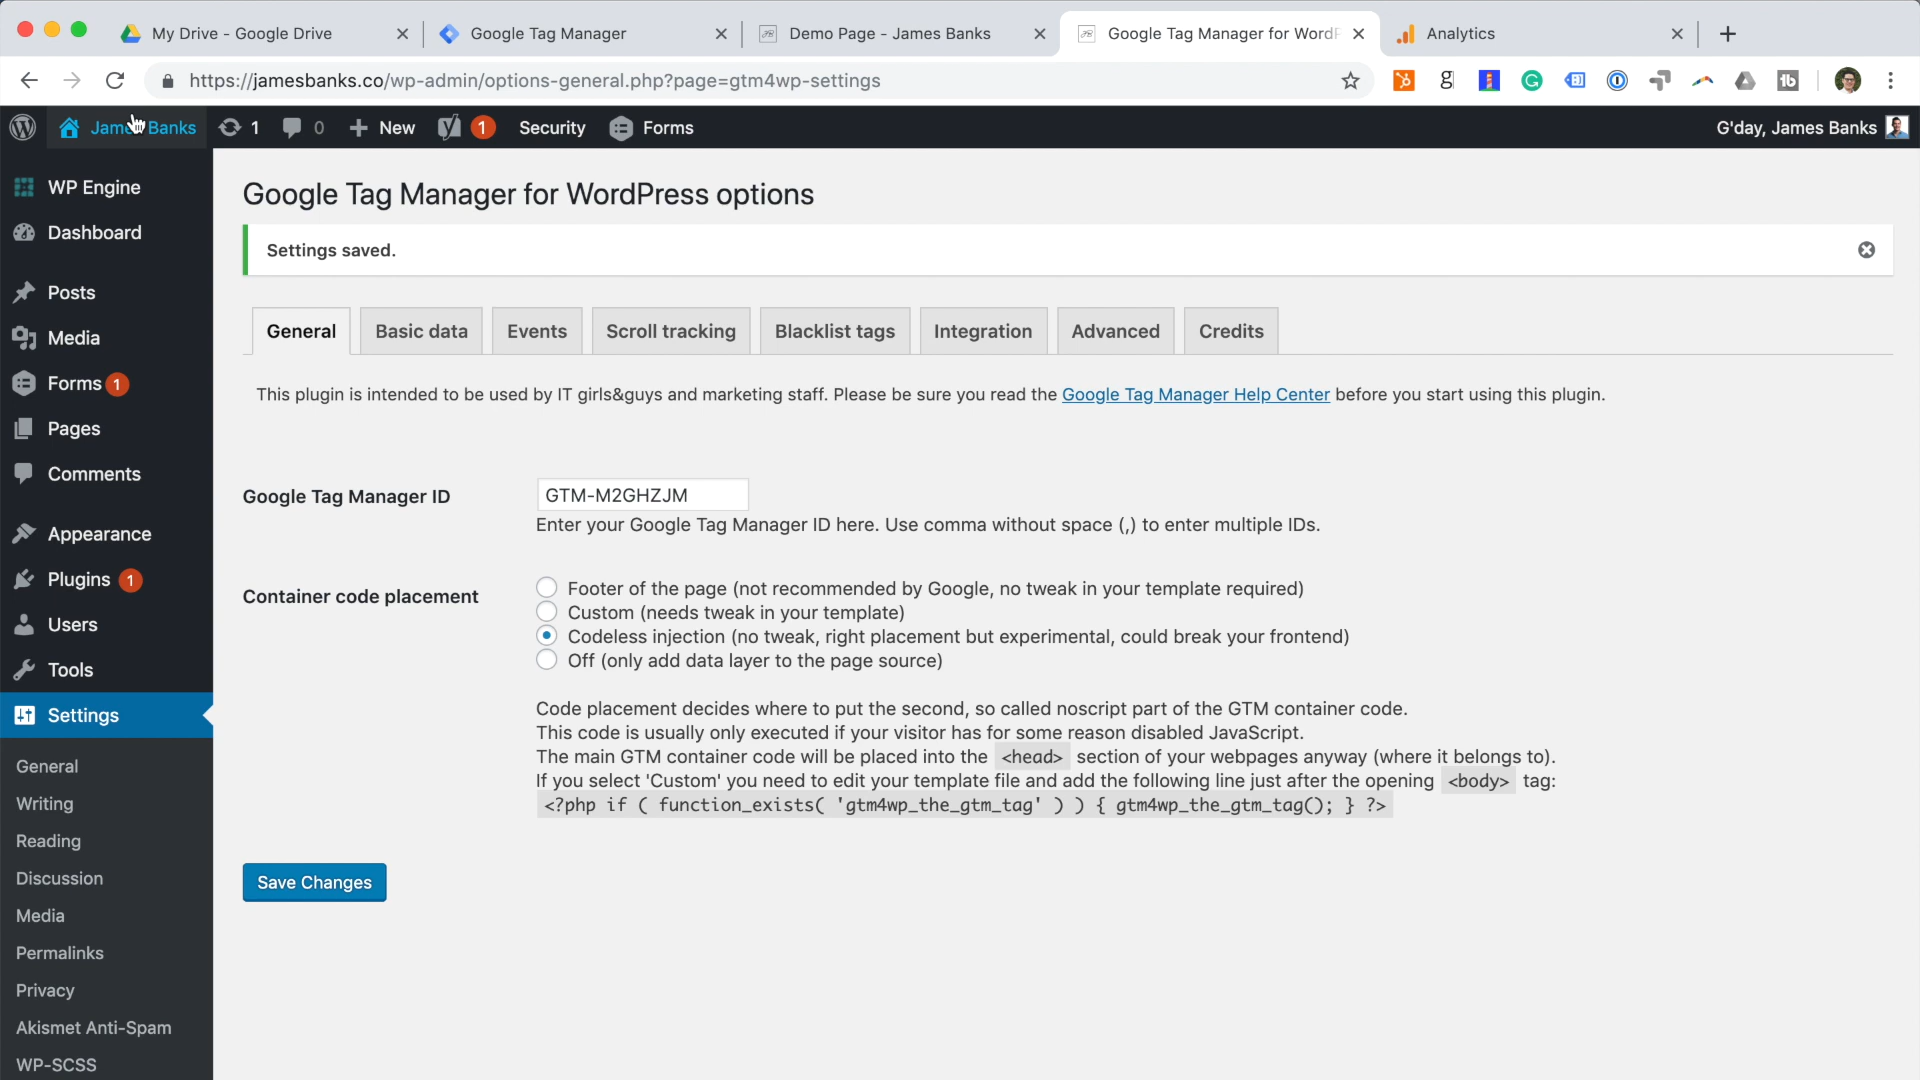 My Drive - Google Drive
Google Tag Manager
Demo Page - James Banks
Google Tag Manager for WordP
Analytics
https://jamesbanks.co/wp-admin/options-general.php?page=gtm4wp-settings
James Banks
1
0
New
1
Security
Forms
G'day, James Banks
WP Engine
Dashboard
Posts
Media
Forms 1
Pages
Comments
Appearance
Plugins 1
Users
Tools
Settings
General
Writing
Reading
Discussion
Media
Permalinks
Privacy
Akismet Anti-Spam
WP-SCSS
Google Tag Manager for WordPress options
Settings saved.
General
Basic data
Events
Scroll tracking
Blacklist tags
Integration
Advanced
Credits
This plugin is intended to be used by IT girls&guys and marketing staff. Please be sure you read the Google Tag Manager Help Center before you start using this plugin.
Google Tag Manager ID
GTM-M2GHZJM
Enter your Google Tag Manager ID here. Use comma without space (,) to enter multiple IDs.
Container code placement
Footer of the page (not recommended by Google, no tweak in your template required)
Custom (needs tweak in your template)
Codeless injection (no tweak, right placement but experimental, could break your frontend)
Off (only add data layer to the page source)
Code placement decides where to put the second, so called noscript part of the GTM container code.
This code is usually only executed if your visitor has for some reason disabled JavaScript.
The main GTM container code will be placed into the <head> section of your webpages anyway (where it belongs to).
If you select 'Custom' you need to edit your template file and add the following line just after the opening <body> tag:
<?php if ( function_exists( 'gtm4wp_the_gtm_tag' ) ) { gtm4wp_the_gtm_tag(); } ?>
Save Changes